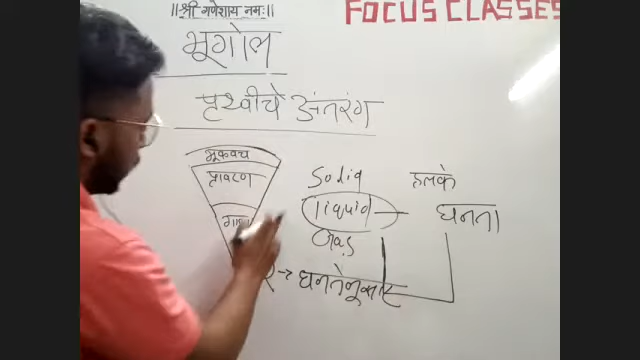 ||श्री गणेशाय नमः||
FOCUS CLASSES
भूगोल
पृथ्वीचे अंतरंग
भूकवच
प्रावरण
Solid
liquid
Gas
हलके
घनता
→ घनतेनुसार